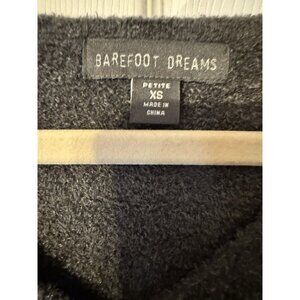 BAREFOOT DREAMS
PETITE
XS
MADE IN
CHINA